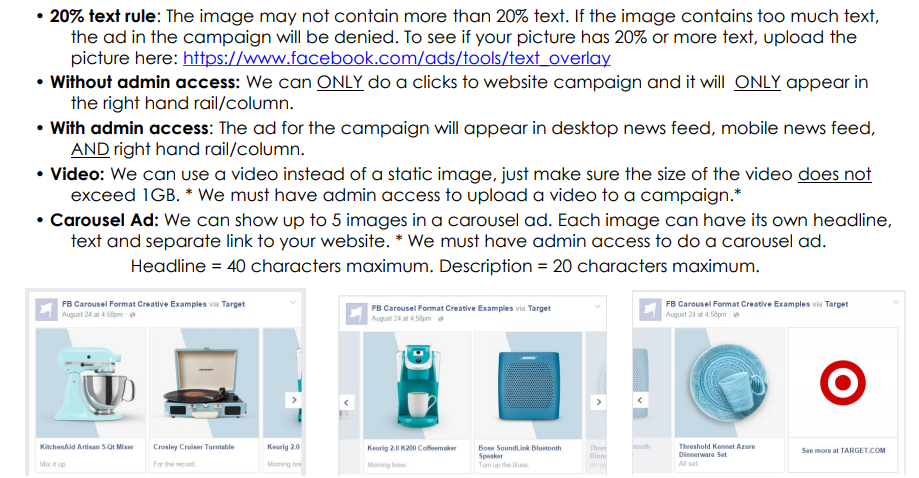 • 20% text rule: The image may not contain more than 20% text. If the image contains too much text,
the ad in the campaign will be denied. To see if your picture has 20% or more text, upload the
picture here: https://www.facebook.com/ads/tools/text_overlay
• Without admin access: We can ONLY do a clicks to website campaign and it will ONLY appear in
the right hand rail/column.
• With admin access: The ad for the campaign will appear in desktop news feed, mobile news feed,
AND right hand rail/column.
• Video: We can use a video instead of a static image, just make sure the size of the video does not
exceed 1GB. * We must have admin access to upload a video to a campaign.*
• Carousel Ad: We can show up to 5 images in a carousel ad. Each image can have its own headline,
text and separate link to your website. * We must have admin access to do a carousel ad.
Headline = 40 characters maximum. Description = 20 characters maximum.
FB Carousel Format Creative Examples via Target
August 24 at 4:58pm ·
KitchenAid Artisan 5-Qt Mixer
Mix it up.
Crosley Cruiser Turntable
For the record.
Keurig 2.0
Morning bre
FB Carousel Format Creative Examples via Target
August 24 at 4:58pm ·
Keurig 2.0 K200 Coffeemaker
Morning brew
BOSE
Bose SoundLink Bluetooth
Speaker
Turn up the blues.
Thres
Dinne
All se
FB Carousel Format Creative Examples via Target
August 24 at 4:58pm ·
tooth
Threshold Kennet Azure
Dinnerware Set
All set.
See more at TARGET.COM